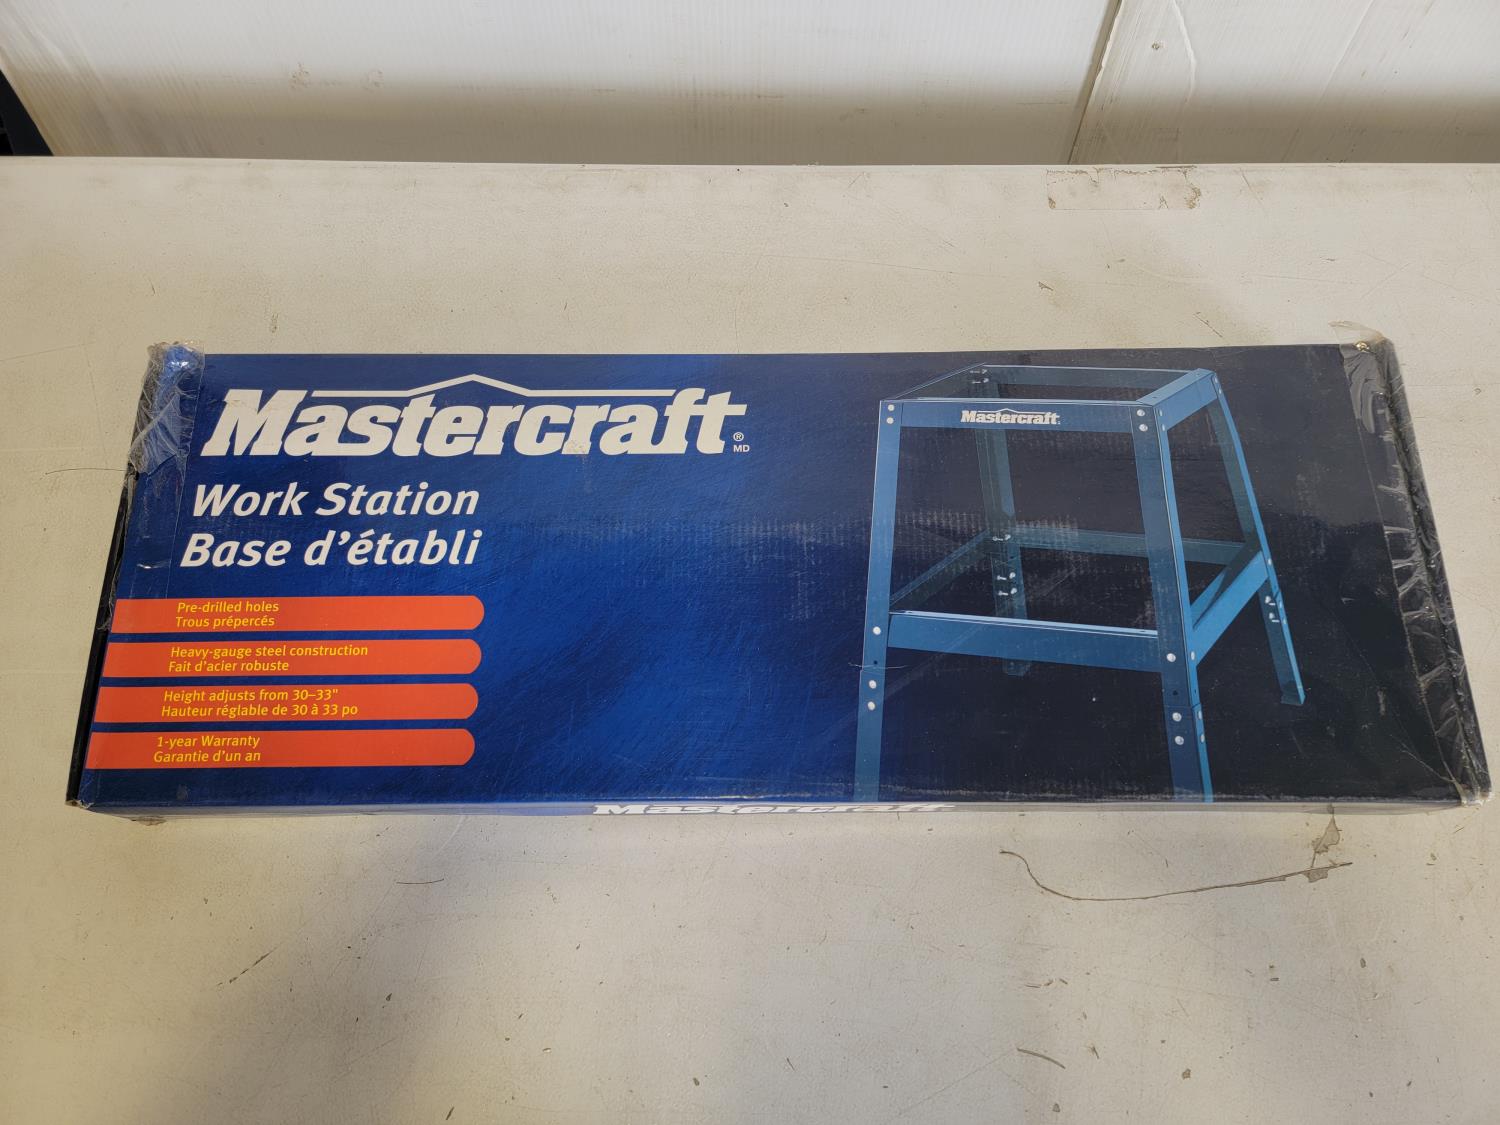 Mastercraft®
MD
Work Station
Base d'établi
Pre-drilled holes
Trous prépercés
Heavy-gauge steel construction
Fait d'acier robuste
Height adjusts from 30–33"
Hauteur réglable de 30 à 33 po
1-year Warranty
Garantie d'un an
Mastercraft
Mastercraft